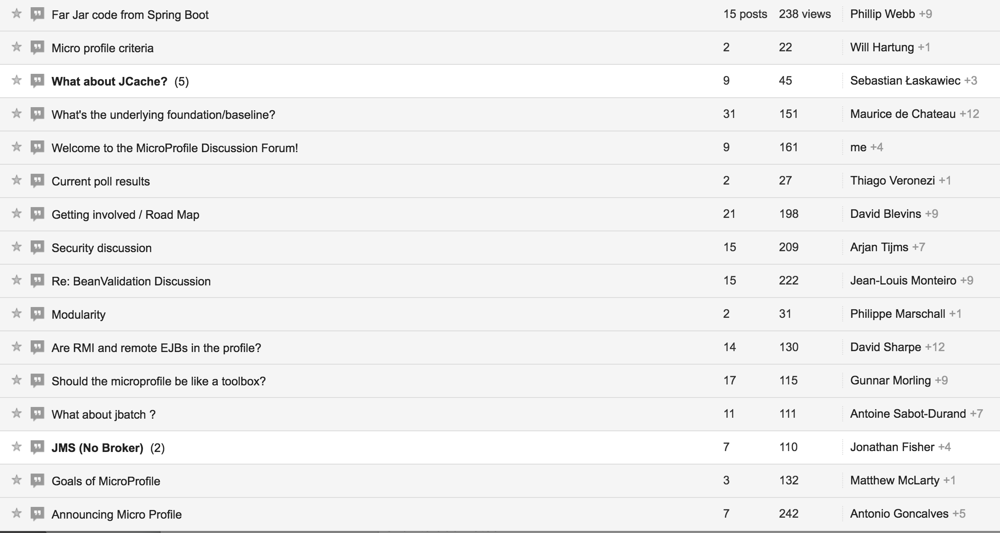 Far Jar code from Spring Boot 15 posts 238 views Phillip Webb +9
Micro profile criteria 2 22 Will Hartung +1
What about JCache? (5) 9 45 Sebastian Łaskawiec +3
What's the underlying foundation/baseline? 31 151 Maurice de Chateau +12
Welcome to the MicroProfile Discussion Forum! 9 161 me +4
Current poll results 2 27 Thiago Veronezi +1
Getting involved / Road Map 21 198 David Blevins +9
Security discussion 15 209 Arjan Tijms +7
Re: BeanValidation Discussion 15 222 Jean-Louis Monteiro +9
Modularity 2 31 Philippe Marschall +1
Are RMI and remote EJBs in the profile? 14 130 David Sharpe +12
Should the microprofile be like a toolbox? 17 115 Gunnar Morling +9
What about jbatch ? 11 111 Antoine Sabot-Durand +7
JMS (No Broker) (2) 7 110 Jonathan Fisher +4
Goals of MicroProfile 3 132 Matthew McLarty +1
Announcing Micro Profile 7 242 Antonio Goncalves +5